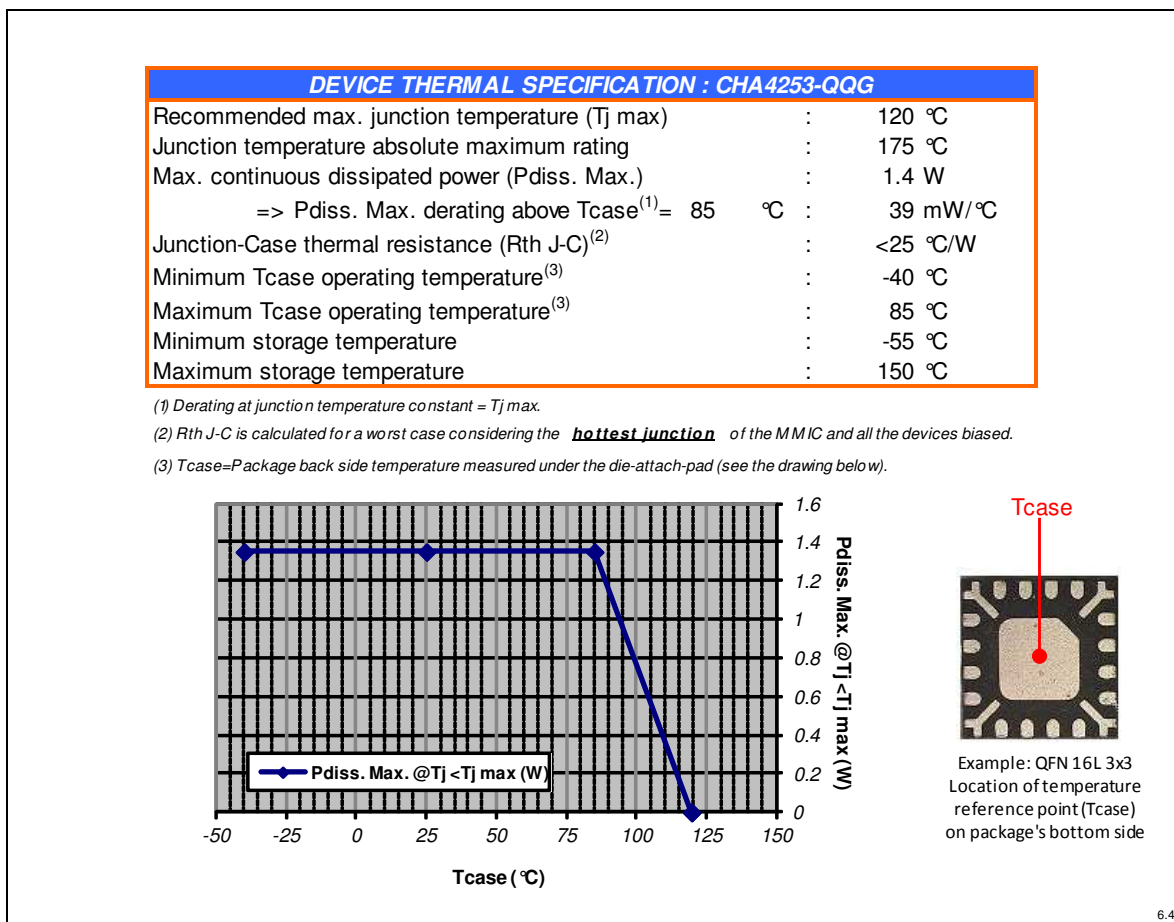 DEVICE THERMAL SPECIFICATION : CHA4253-QQG
Recommended max. junction temperature (Tj max) : 120 °C
Junction temperature absolute maximum rating : 175 °C
Max. continuous dissipated power (Pdiss. Max.) : 1.4 W
=> Pdiss. Max. derating above Tcase(1)= 85 °C : 39 mW/°C
Junction-Case thermal resistance (Rth J-C)(2) : <25 °C/W
Minimum Tcase operating temperature(3) : -40 °C
Maximum Tcase operating temperature(3) : 85 °C
Minimum storage temperature : -55 °C
Maximum storage temperature : 150 °C
(1) Derating at junction temperature constant = Tj max.
(2) Rth J-C is calculated for a worst case considering the hottest junction of the MMIC and all the devices biased.
(3) Tcase=Package back side temperature measured under the die-attach-pad (see the drawing below).
1.6
1.4
1.2
1
0.8
0.6
0.4
0.2
0
Pdiss. Max. @Tj <Tj max (W)
Pdiss. Max. @Tj <Tj max (W)
-50 -25 0 25 50 75 100 125 150
Tcase (°C)
Tcase
Example: QFN 16L 3x3
Location of temperature
reference point (Tcase)
on package's bottom side
6.4